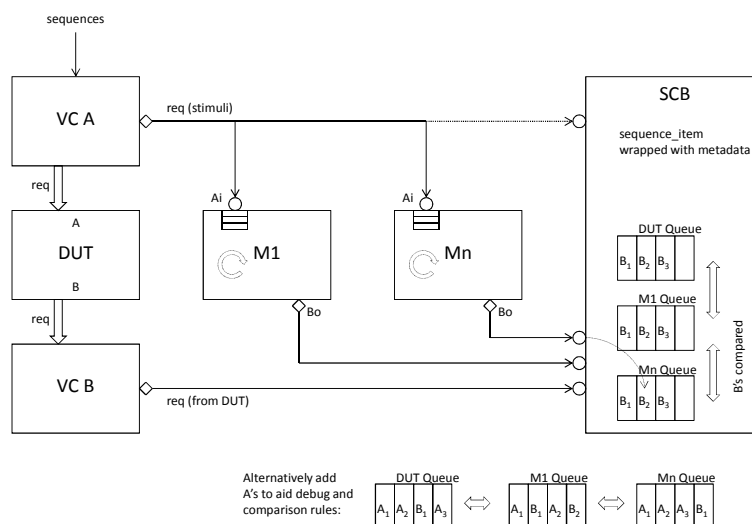 sequences
VC A
req (stimuli)
SCB
sequence_item
wrapped with metadata
req
Ai
Ai
A
DUT
B
M1
Mn
DUT Queue
B1 B2 B3
req
Bo
Bo
M1 Queue
B1 B2 B3
B's compared
VC B
Mn Queue
B1 B2 B3
req (from DUT)
Alternatively add
A's to aid debug and
comparison rules:
DUT Queue
A1 A2 B1 A3
M1 Queue
A1 B1 A2 B2
Mn Queue
A1 A2 A3 B1